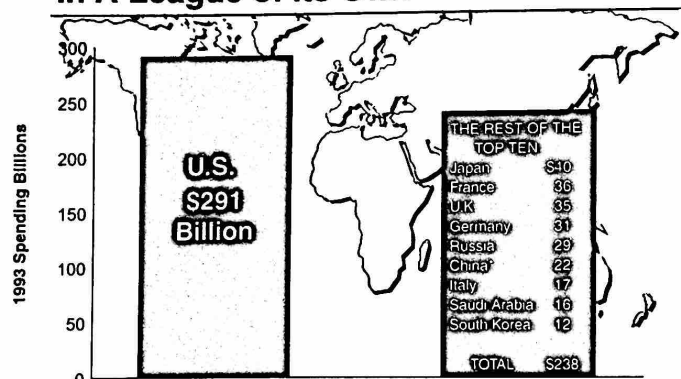 In A League of Its Own
1993 Spending Billions
300
250
200
150
100
50
0
U.S.
$291
Billion
THE REST OF THE
TOP TEN
Japan $40
France 36
U.K 35
Germany 31
Russia 29
China* 22
Italy 17
Saudi Arabia 16
South Korea 12
TOTAL $238